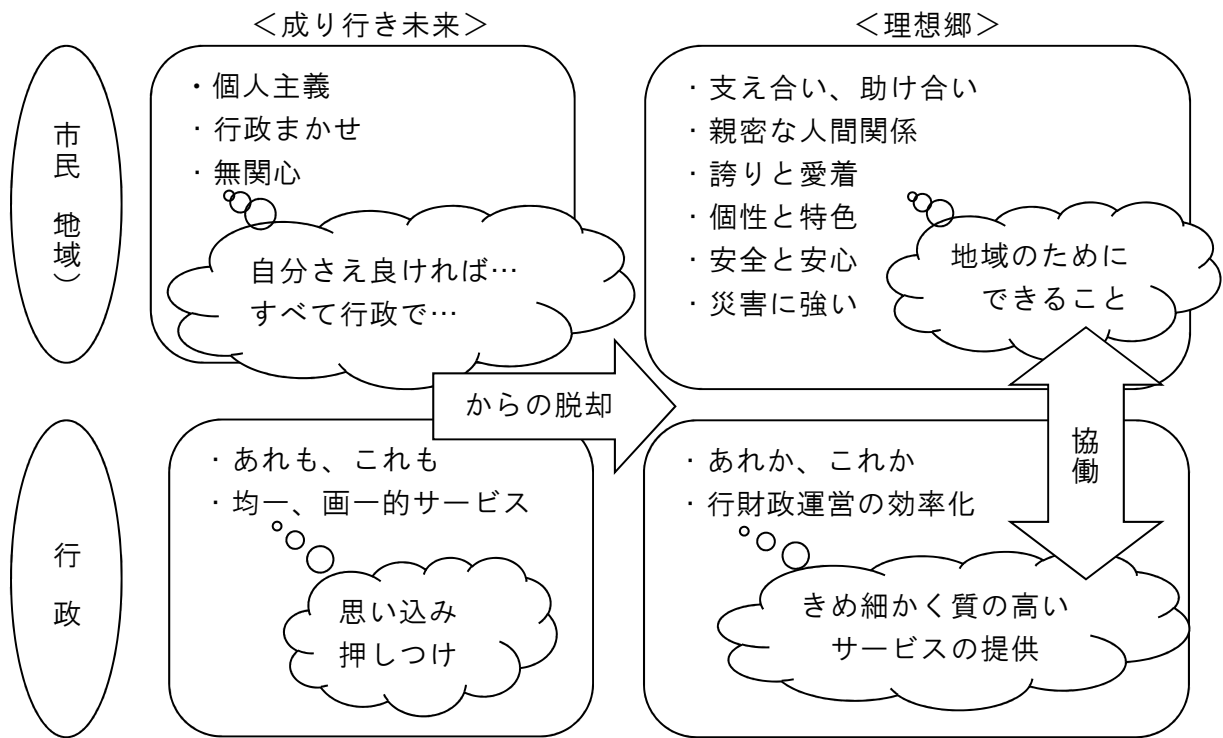 ＜成り行き未来＞
＜理想郷＞
市民（地域）
・個人主義
・行政まかせ
・無関心
自分さえ良ければ…
すべて行政で…
・支え合い、助け合い
・親密な人間関係
・誇りと愛着
・個性と特色
・安全と安心
・災害に強い
地域のために
できること
からの脱却
協働
行政
・あれも、これも
・均一、画一的サービス
思い込み
押しつけ
・あれか、これか
・行財政運営の効率化
きめ細かく質の高い
サービスの提供